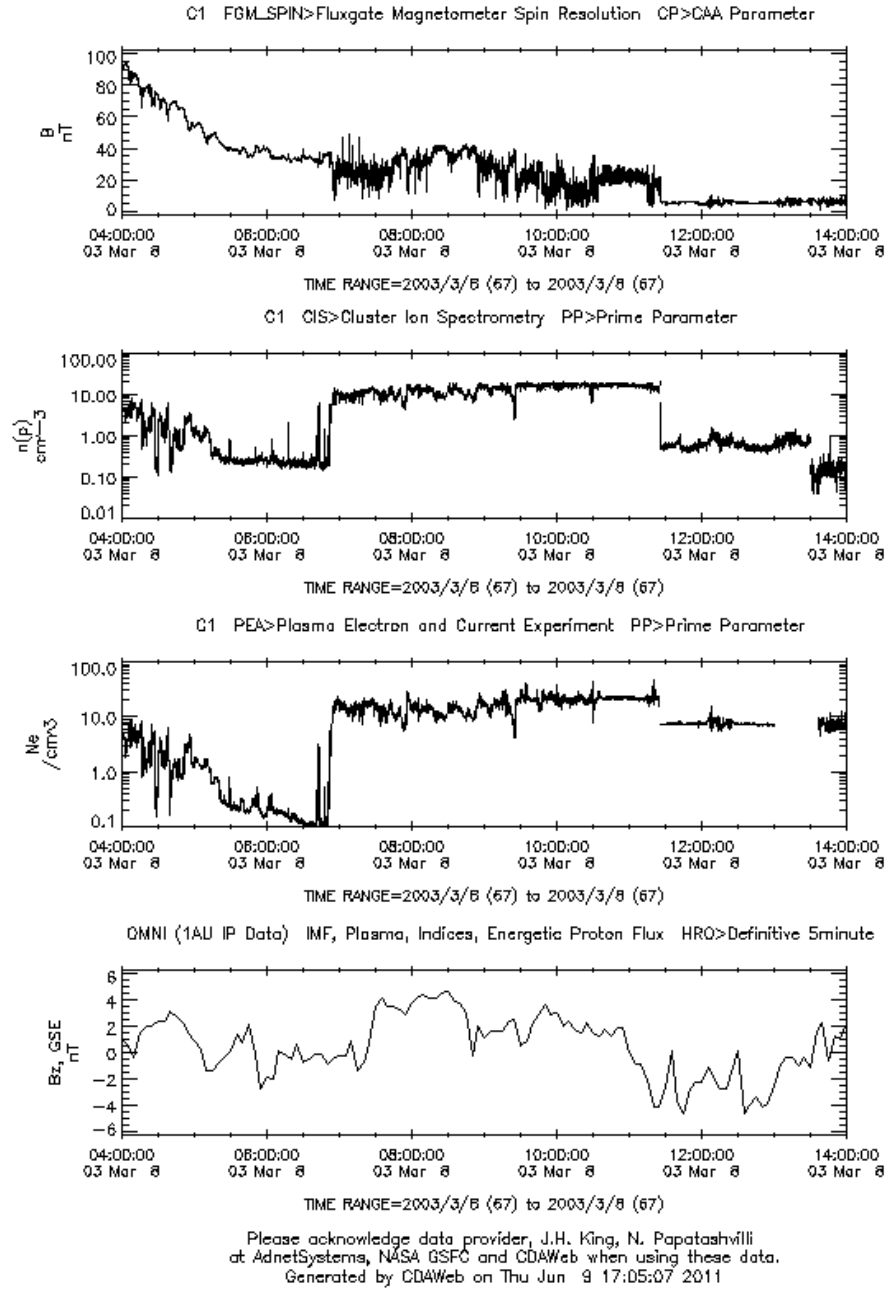 C1 FGM_SPIN>Fluxgate Magnetometer Spin Resolution CP>CAA Parameter
100
80
60
40
20
0
B
nT
04:00:00 06:00:00 08:00:00 10:00:00 12:00:00 14:00:00
03 Mar 8 03 Mar 8 03 Mar 8 03 Mar 8 03 Mar 8 03 Mar 8
TIME RANGE=2003/3/8 (67) to 2003/3/8 (67)
C1 CIS>Cluster Ion Spectrometry PP>Prime Parameter
100.00
10.00
1.00
0.10
0.01
n(p)
cm^-3
04:00:00 06:00:00 08:00:00 10:00:00 12:00:00 14:00:00
03 Mar 8 03 Mar 8 03 Mar 8 03 Mar 8 03 Mar 8 03 Mar 8
TIME RANGE=2003/3/8 (67) to 2003/3/8 (67)
C1 PEA>Plasma Electron and Current Experiment PP>Prime Parameter
100.0
10.0
1.0
0.1
Ne
/cm^3
04:00:00 06:00:00 08:00:00 10:00:00 12:00:00 14:00:00
03 Mar 8 03 Mar 8 03 Mar 8 03 Mar 8 03 Mar 8 03 Mar 8
TIME RANGE=2003/3/8 (67) to 2003/3/8 (67)
OMNI (1AU IP Data) IMF, Plasma, Indices, Energetic Proton Flux HRO>Definitive 5minute
6
4
2
0
-2
-4
-6
Bz, GSE
nT
04:00:00 06:00:00 08:00:00 10:00:00 12:00:00 14:00:00
03 Mar 8 03 Mar 8 03 Mar 8 03 Mar 8 03 Mar 8 03 Mar 8
TIME RANGE=2003/3/8 (67) to 2003/3/8 (67)
Please acknowledge data provider, J.H. King, N. Papatashvilli
at AdnetSystems, NASA GSFC and CDAWeb when using these data.
Generated by CDAWeb on Thu Jun 9 17:05:07 2011